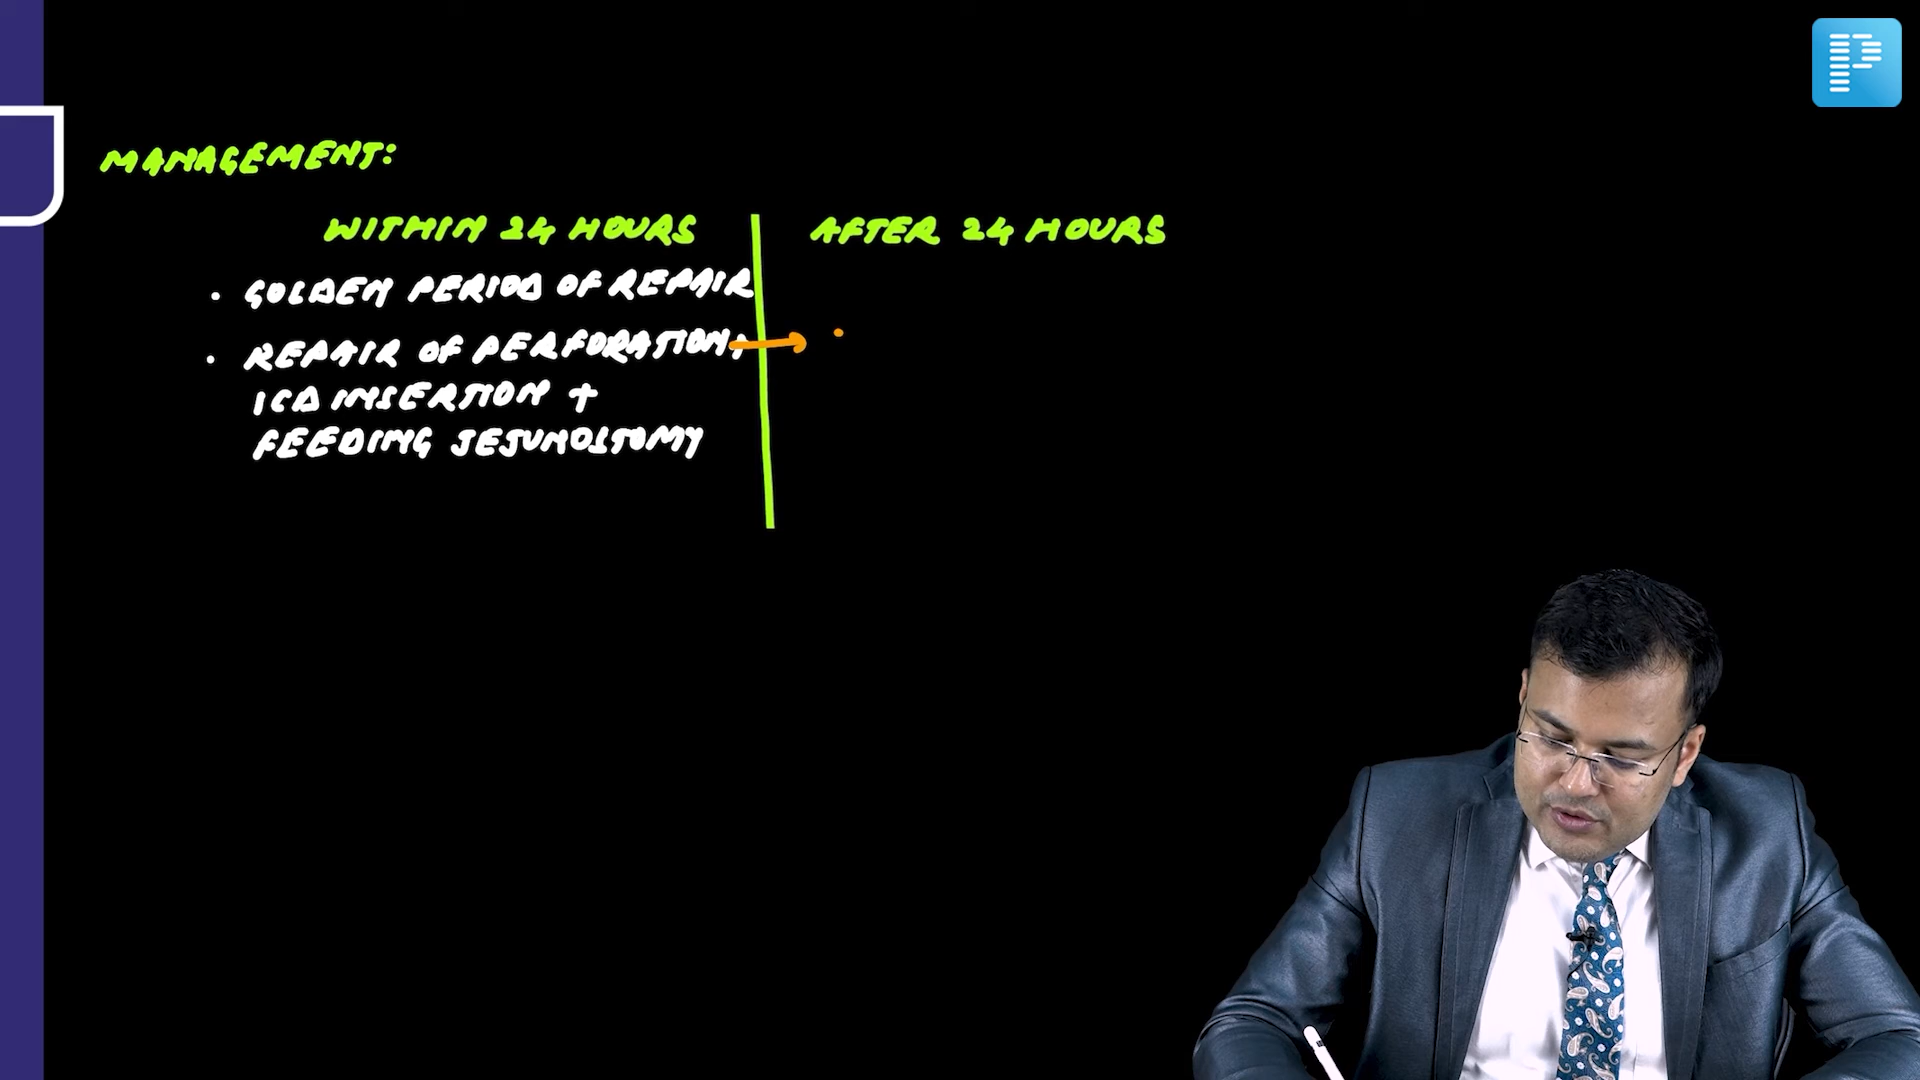 MANAGEMENT:
WITHIN 24 HOURS
• GOLDEN PERIOD OF REPAIR
• REPAIR OF PERFORATION +
ICD INSERTION +
FEEDING JEJUNOSTOMY
AFTER 24 HOURS